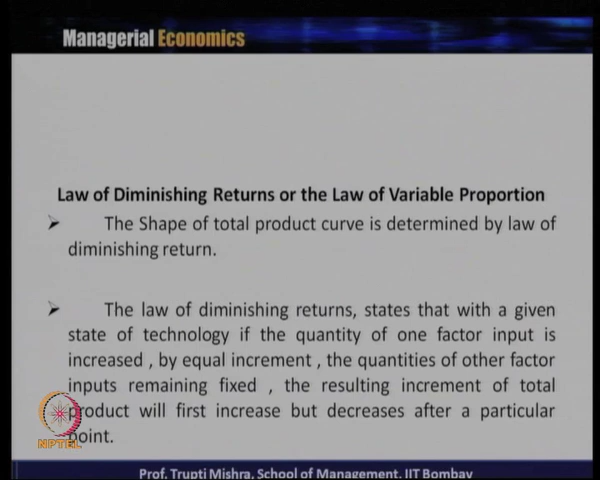 Managerial Economics
Law of Diminishing Returns or the Law of Variable Proportion
The Shape of total product curve is determined by law of
diminishing return.
The law of diminishing returns, states that with a given
state of technology if the quantity of one factor input is
increased , by equal increment , the quantities of other factor
inputs remaining fixed , the resulting increment of total
product will first increase but decreases after a particular
point.
NPTEL
Prof. Trupti Mishra, School of Management, IIT Bombay